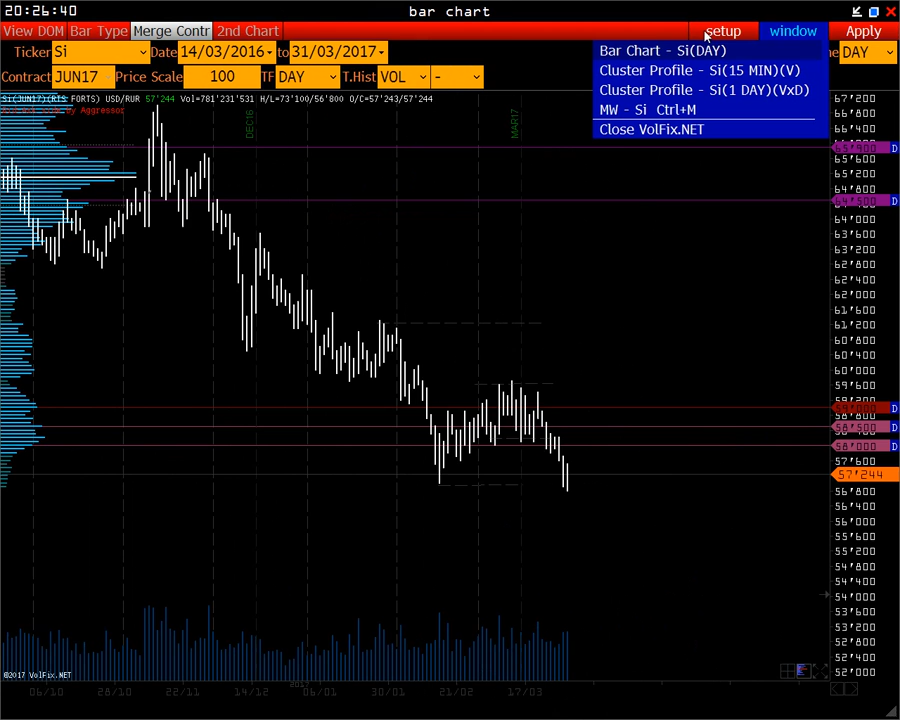 20:26:40 bar chart
View DOM Bar Type Merge Contr 2nd Chart setup window Apply
Ticker Si Date 14/03/2016 to 31/03/2017 DAY
Contract JUN17 Price Scale 100 TF DAY T.Hist VOL -
Bar Chart - Si(DAY)
Cluster Profile - Si(15 MIN)(V)
Cluster Profile - Si(1 DAY)(VxD)
MW - Si Ctrl+M
Close VolFix.NET
Si(JUN17)(RTS FORTS) USD/RUR 57'244 Vol=781'231'531 H/L=73'100/56'800 O/C=57'243/57'244
by Aggressor
DEC16
MAR17
67'200
66'800
66'400
65'900 D
65'600
65'200
64'800
64'500 D
64'000
63'600
63'200
62'800
62'400
62'000
61'600
61'200
60'800
60'400
60'000
59'600
59'200
D
58'500 D
58'000 D
57'600
57'244
56'800
56'400
56'000
55'600
55'200
54'800
54'400
54'000
53'600
53'200
52'800
52'400
52'000
©2017 VolFix.NET
06/10 28/10 22/11 14/12 2017 06/01 30/01 21/02 17/03